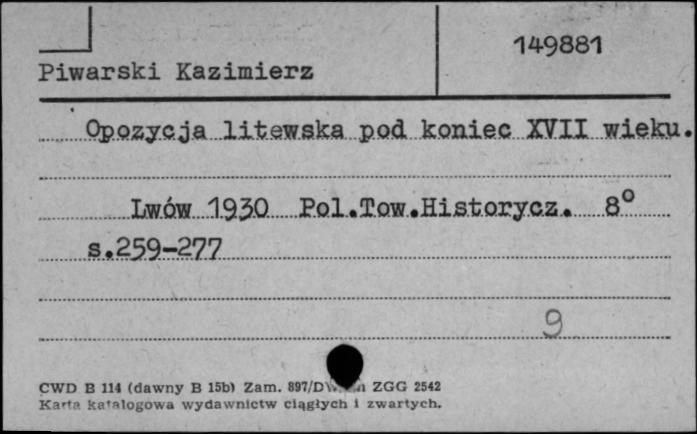 149881
Piwarski Kazimierz
Opozycja litewska pod koniec XVII wieku.
Lwów 1930 Pol.Tow.Historycz. 8°
s.259-277
9
CWD B 114 (dawny B 15b) Zam. 897/D ZGG 2542
Karta katalogowa wydawnictw ciągłych i zwartych.